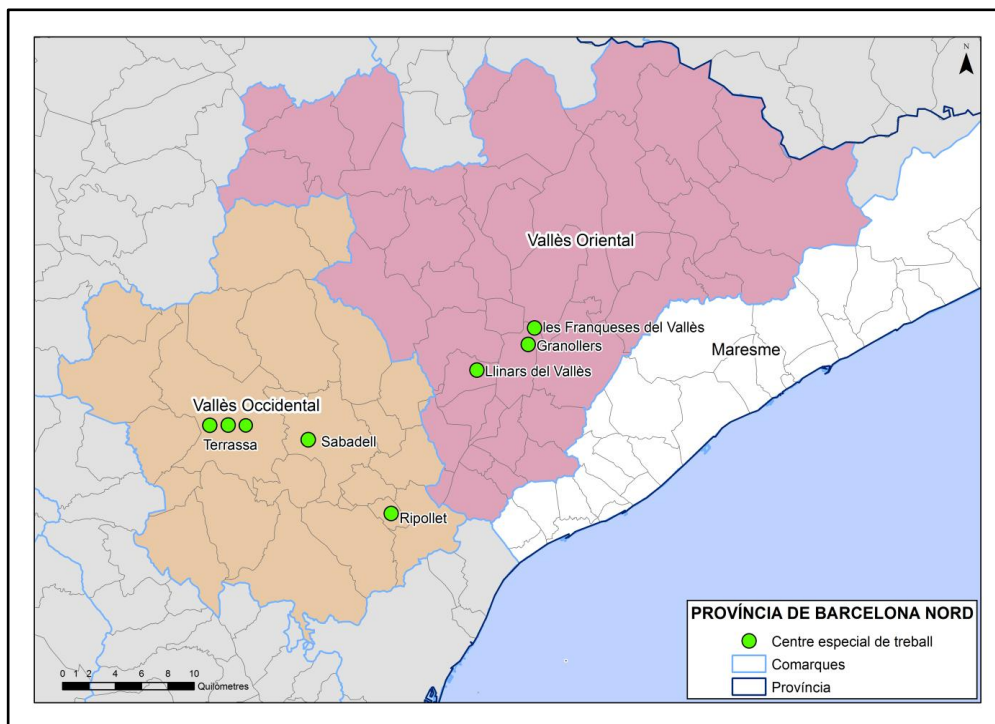 N
Vallès Oriental
les Franqueses del Vallès
Granollers
Maresme
Llinars del Vallès
Vallès Occidental
Terrassa
Sabadell
Ripollet
PROVÍNCIA DE BARCELONA NORD
Centre especial de treball
Comarques
Província
0 1 2 4 6 8 10
Quilòmetres